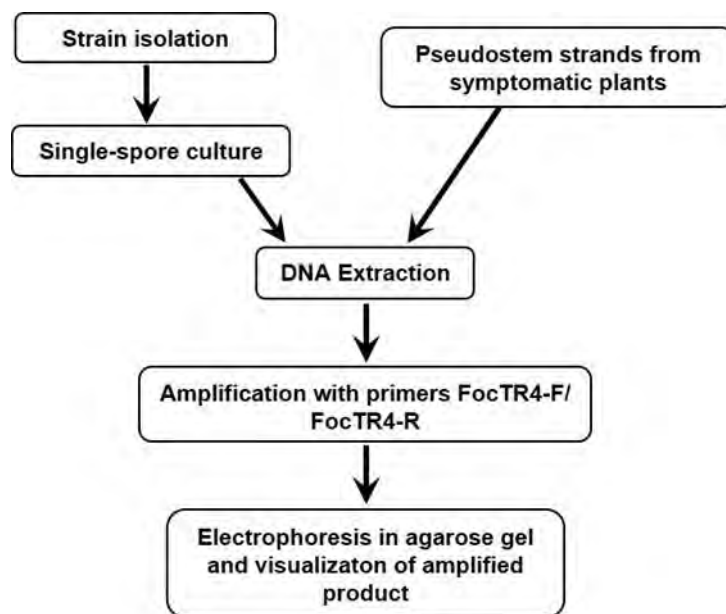 Strain isolation
Pseudostem strands from
symptomatic plants
Single-spore culture
DNA Extraction
Amplification with primers FocTR4-F/
FocTR4-R
Electrophoresis in agarose gel
and visualizaton of amplified
product